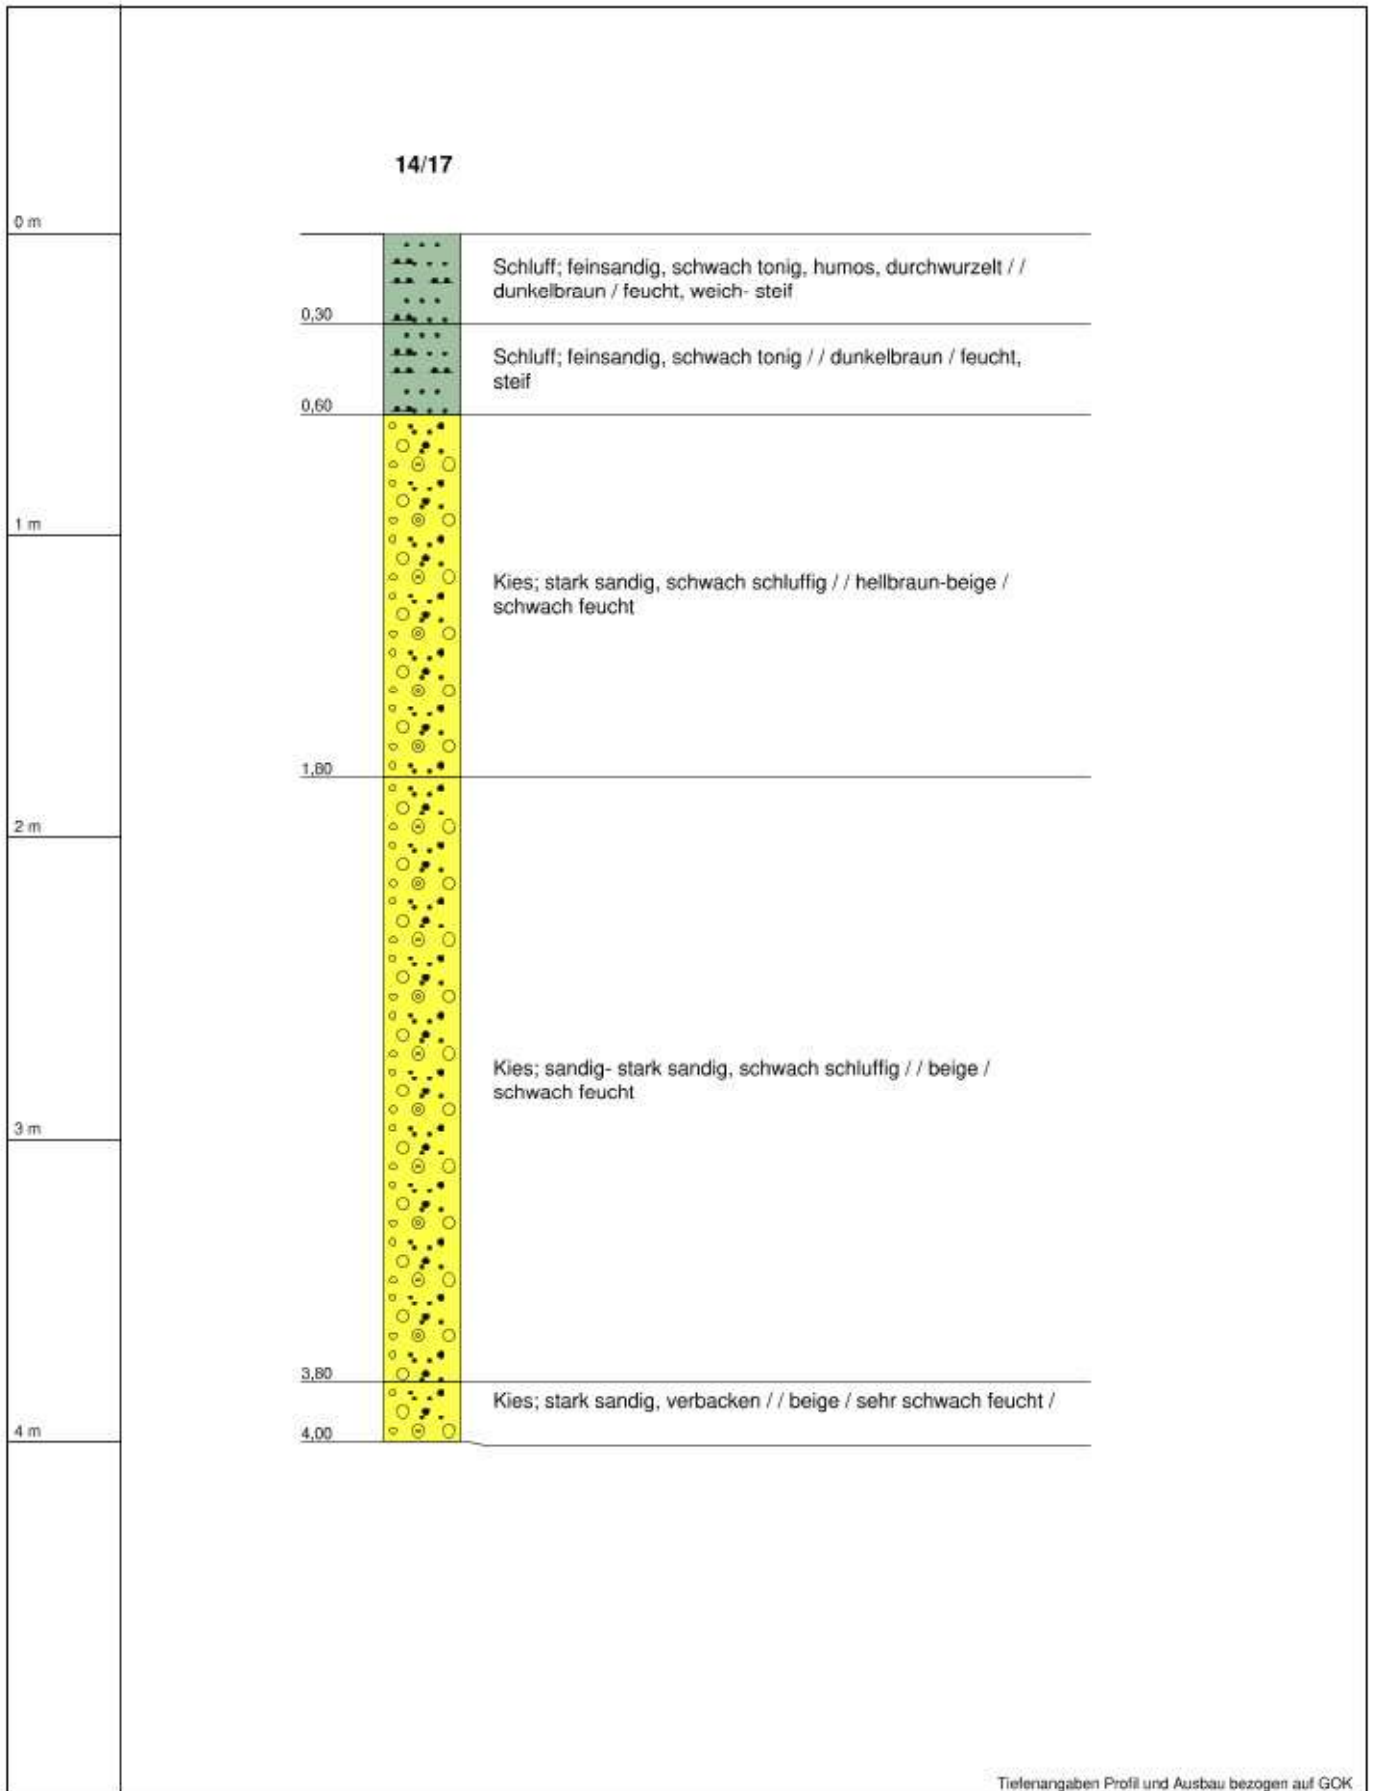 14/17
0 m
Schluff; feinsandig, schwach tonig, humos, durchwurzelt / /
dunkelbraun / feucht, weich- steif
0,30
Schluff; feinsandig, schwach tonig / / dunkelbraun / feucht,
steif
0,60
1 m
Kies; stark sandig, schwach schluffig / / hellbraun-beige /
schwach feucht
1,80
2 m
Kies; sandig- stark sandig, schwach schluffig / / beige /
schwach feucht
3 m
3,80
Kies; stark sandig, verbacken / / beige / sehr schwach feucht /
4 m
4,00
Tiefenangaben Profil und Ausbau bezogen auf GOK